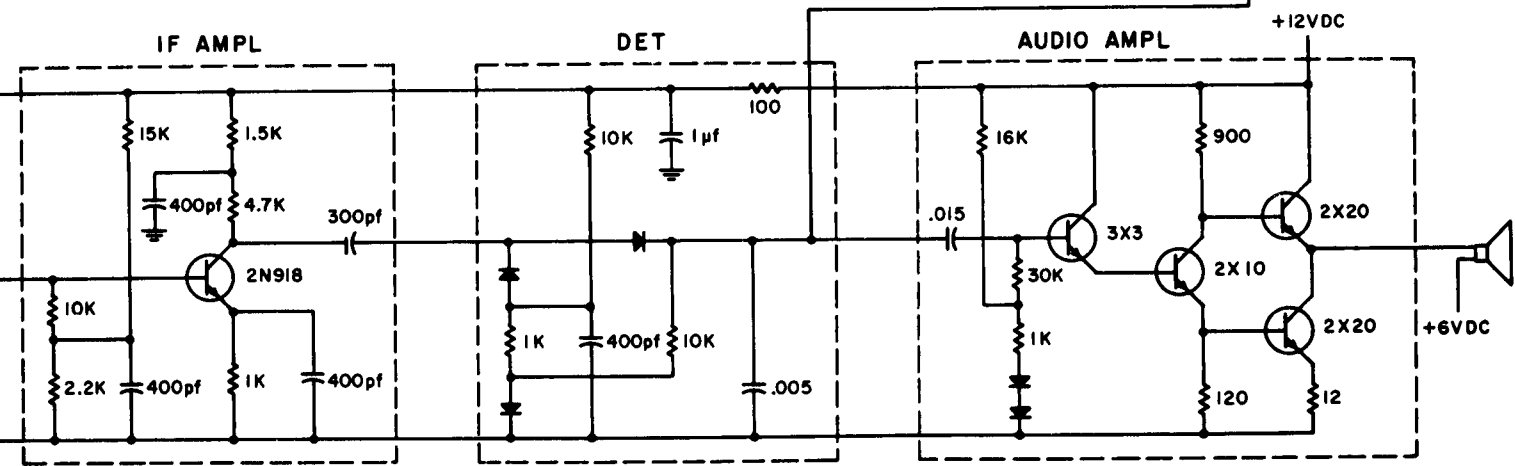 +12VDC
IF AMPL
DET
AUDIO AMPL
100
15K
1.5K
10K
1µf
16K
900
400pf
4.7K
300pf
.015
3X3
2X20
2N918
2X10
10K
30K
1K
400pf
10K
1K
2X20
+6VDC
2.2K
400pf
1K
400pf
.005
120
12